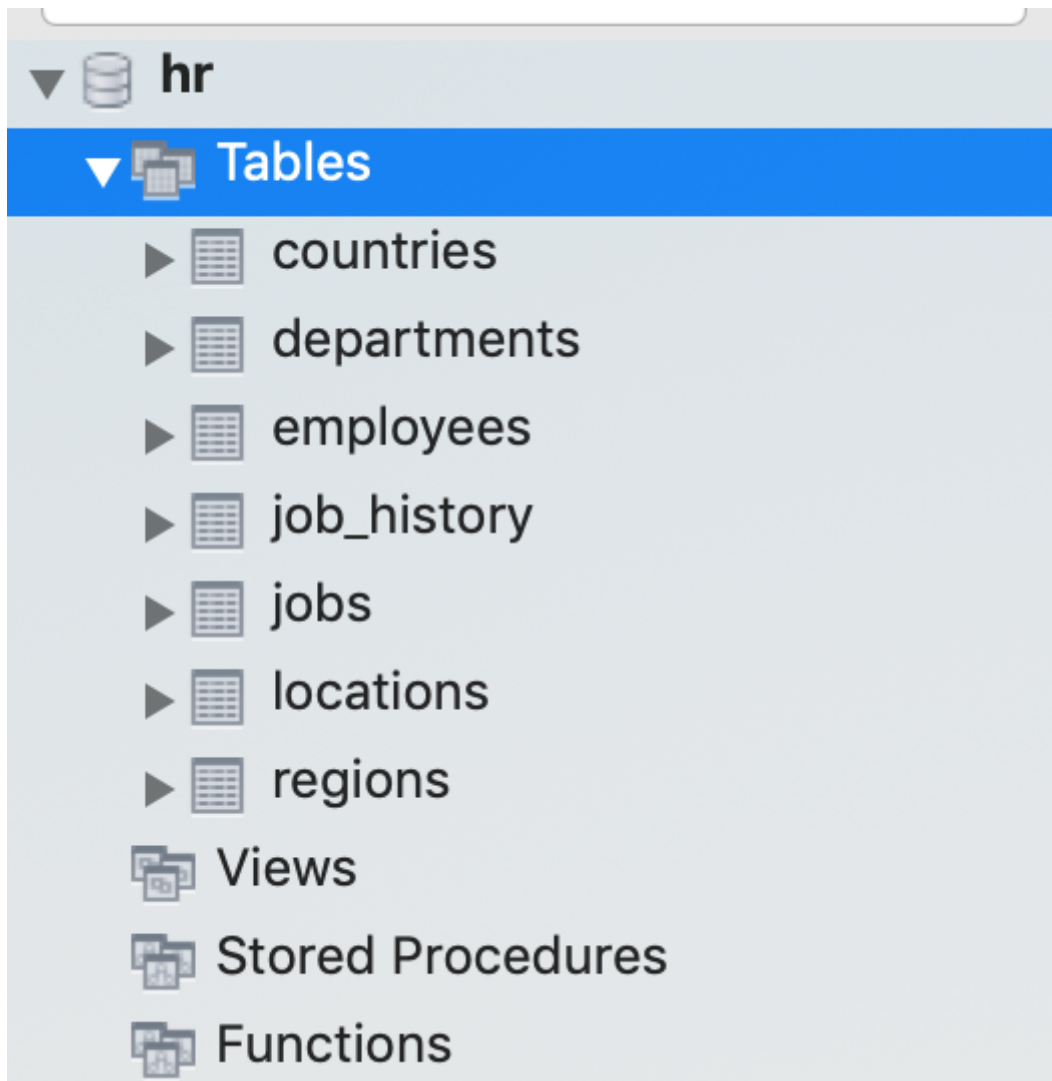 hr
Tables
countries
departments
employees
job_history
jobs
locations
regions
Views
Stored Procedures
Functions